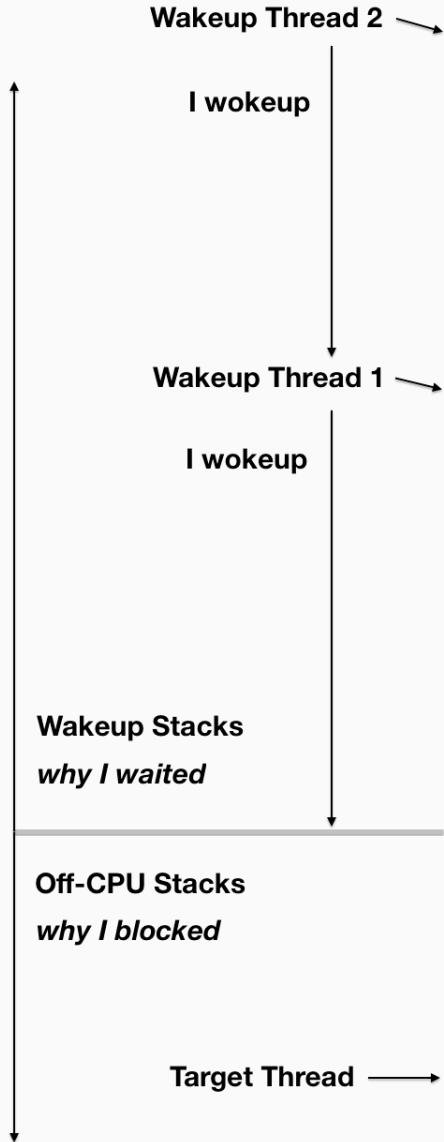 Wakeup Thread 2
I wokeup
Wakeup Thread 1
I wokeup
Wakeup Stacks
why I waited
Off-CPU Stacks
why I blocked
Target Thread